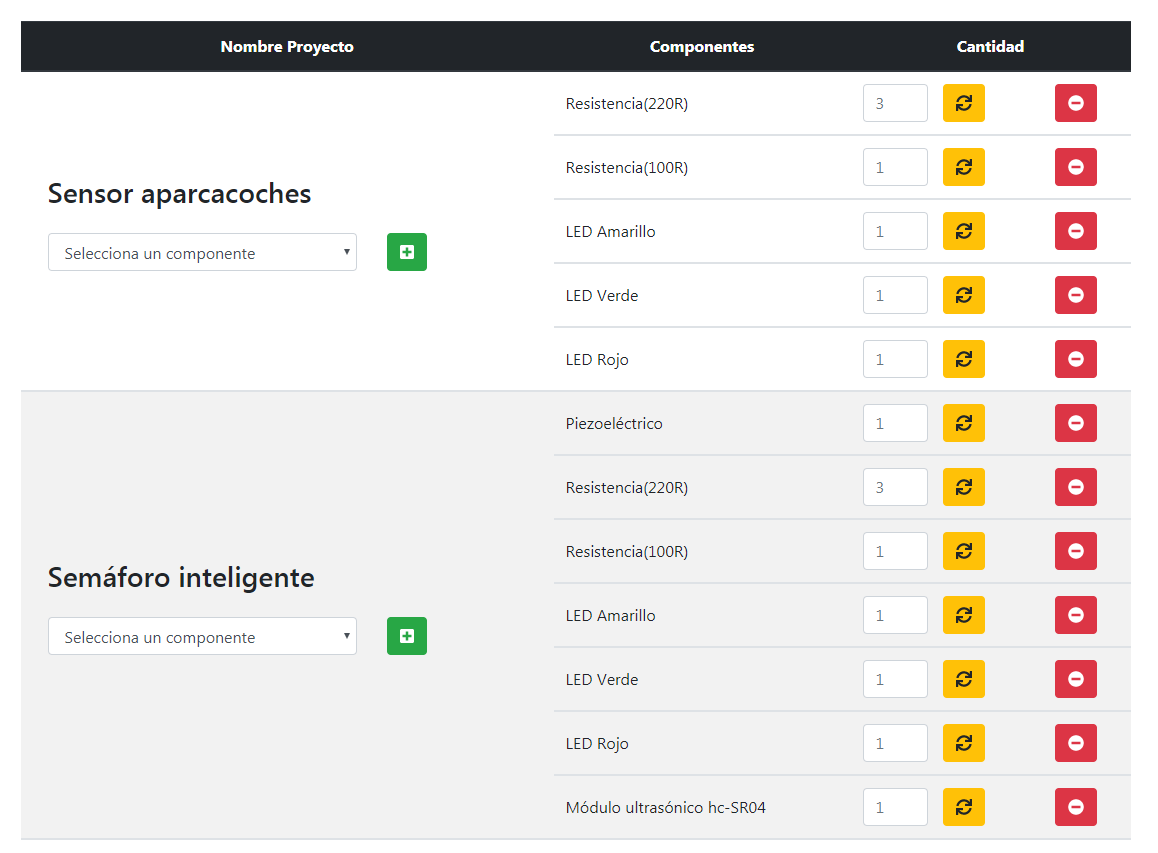 Nombre Proyecto Componentes Cantidad
Sensor aparcacoches
Selecciona un componente
Resistencia(220R) 3
Resistencia(100R) 1
LED Amarillo 1
LED Verde 1
LED Rojo 1
Semáforo inteligente
Selecciona un componente
Piezoeléctrico 1
Resistencia(220R) 3
Resistencia(100R) 1
LED Amarillo 1
LED Verde 1
LED Rojo 1
Módulo ultrasónico hc-SR04 1